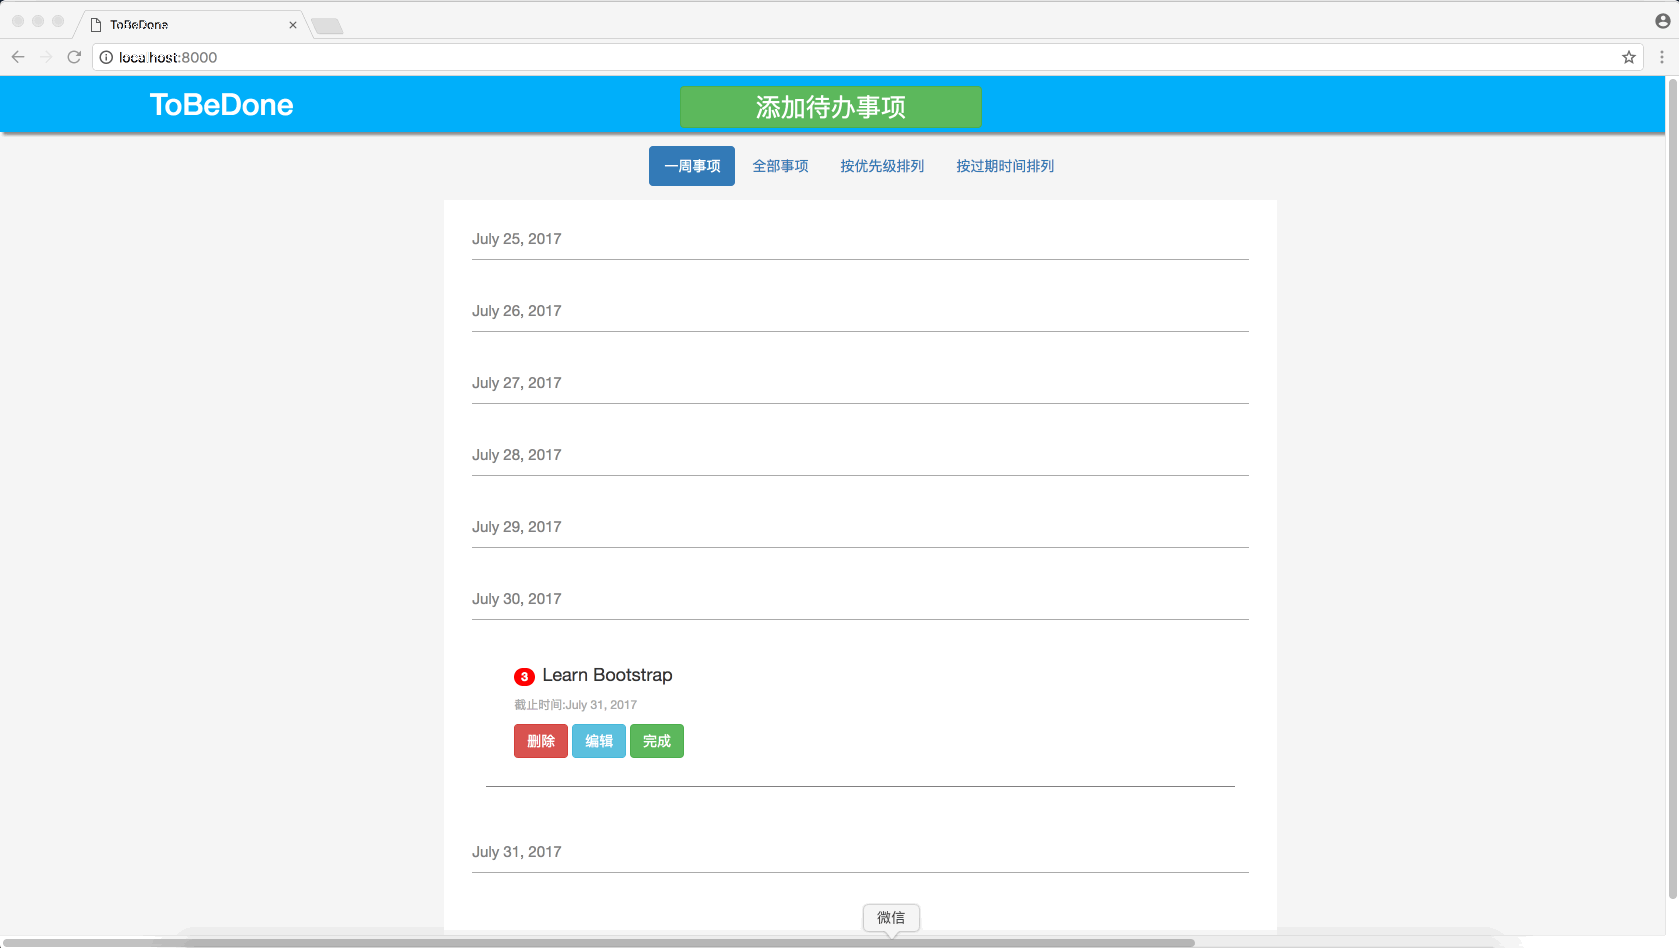 ToBeDone
localhost:8000
ToBeDone
添加待办事项
一周事项 全部事项 按优先级排列 按过期时间排列
July 25, 2017
July 26, 2017
July 27, 2017
July 28, 2017
July 29, 2017
July 30, 2017
3 Learn Bootstrap
截止时间:July 31, 2017
删除 编辑 完成
July 31, 2017
微信